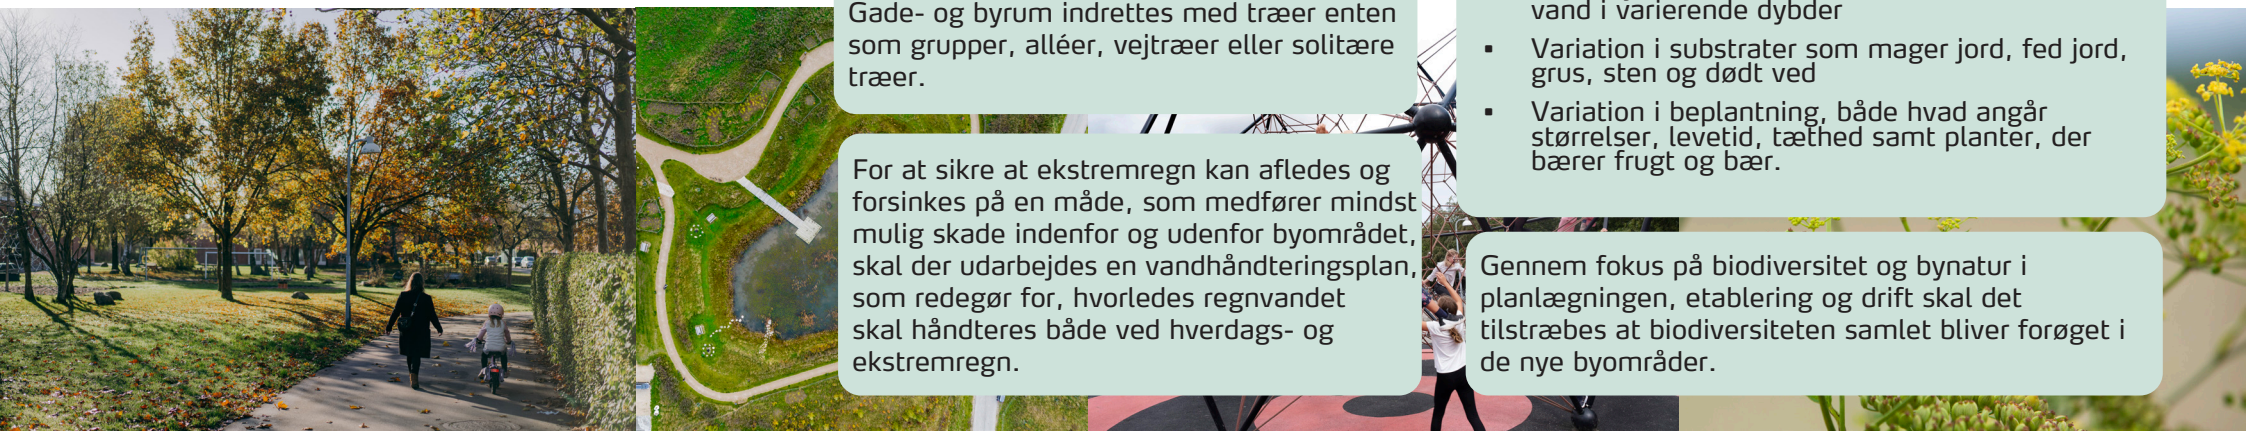 Gade- og byrum indrettes med træer enten
som grupper, alléer, vejtræer eller solitære
træer.
For at sikre at ekstremregn kan afledes og
forsinkes på en måde, som medfører mindst
mulig skade indenfor og udenfor byområdet,
skal der udarbejdes en vandhåndteringsplan,
som redegør for, hvorledes regnvandet
skal håndteres både ved hverdags- og
ekstremregn.
vand i varierende dybder
▪ Variation i substrater som mager jord, fed jord,
grus, sten og dødt ved
▪ Variation i beplantning, både hvad angår
størrelser, levetid, tæthed samt planter, der
bærer frugt og bær.
Gennem fokus på biodiversitet og bynatur i
planlægningen, etablering og drift skal det
tilstræbes at biodiversiteten samlet bliver forøget i
de nye byområder.